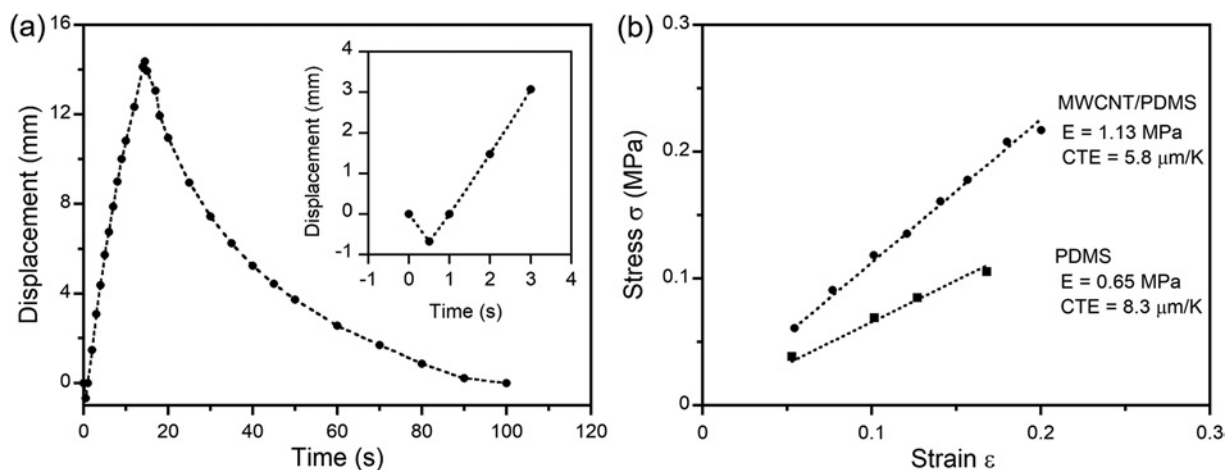 (a)
16
12
8
4
0
Displacement (mm)
0 20 40 60 80 100 120
Time (s)
4
3
2
1
0
-1
Displacement (mm)
-1 0 1 2 3 4
Time (s)
(b)
0.3
0.2
0.1
0
Stress σ (MPa)
MWCNT/PDMS
E = 1.13 MPa
CTE = 5.8 μm/K
PDMS
E = 0.65 MPa
CTE = 8.3 μm/K
0 0.1 0.2 0.3
Strain ε